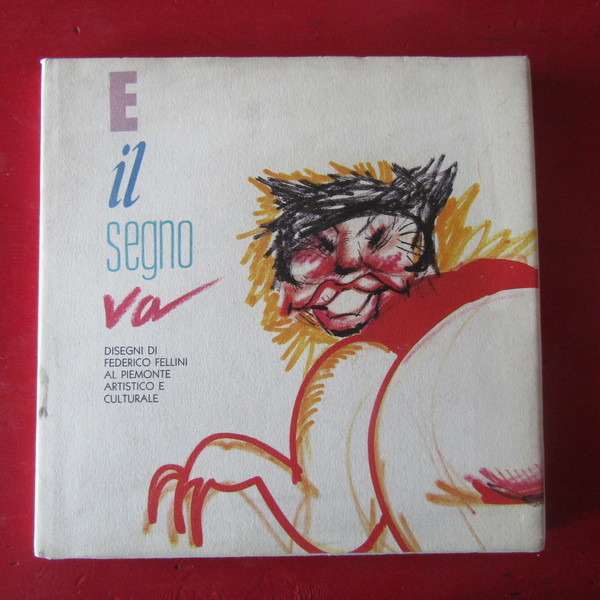 E
il
segno
va
DISEGNI DI
FEDERICO FELLINI
AL PIEMONTE
ARTISTICO E
CULTURALE